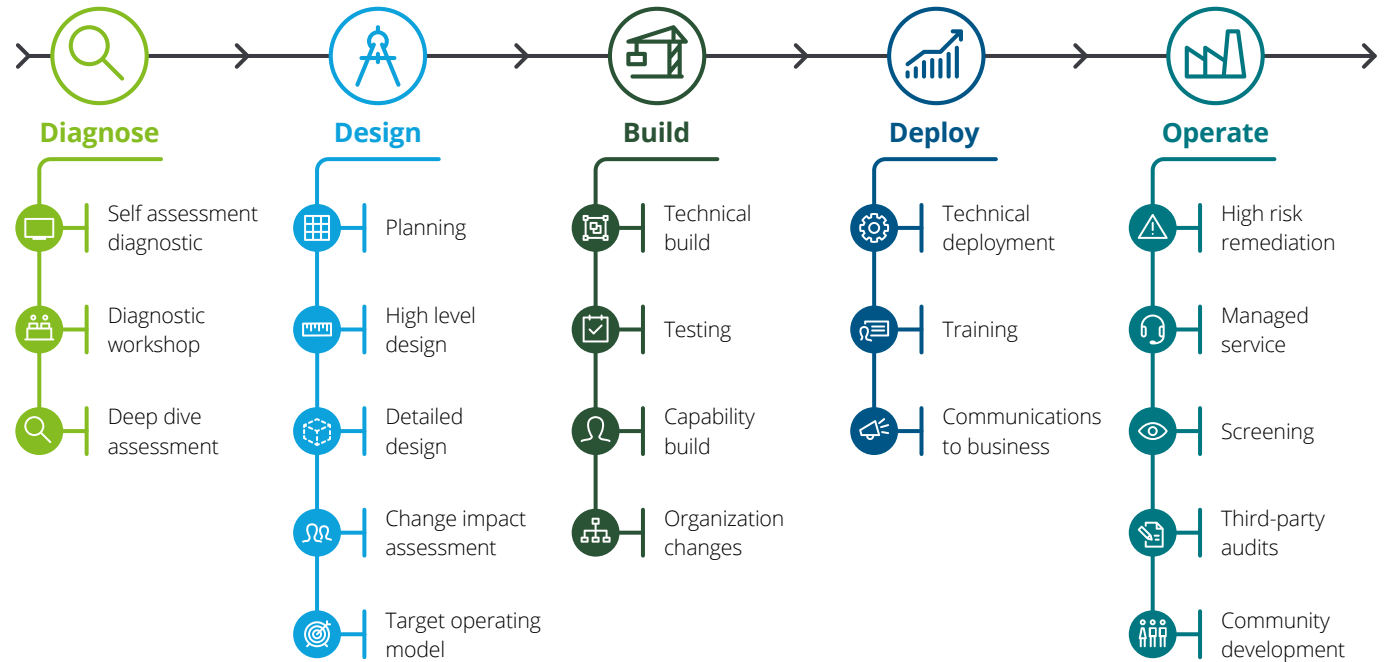 Diagnose
Self assessment
diagnostic
Diagnostic
workshop
Deep dive
assessment
Design
Planning
High level
design
Detailed
design
Change impact
assessment
Target operating
model
Build
Technical
build
Testing
Capability
build
Organization
changes
Deploy
Technical
deployment
Training
Communications
to business
Operate
High risk
remediation
Managed
service
Screening
Third-party
audits
Community
development